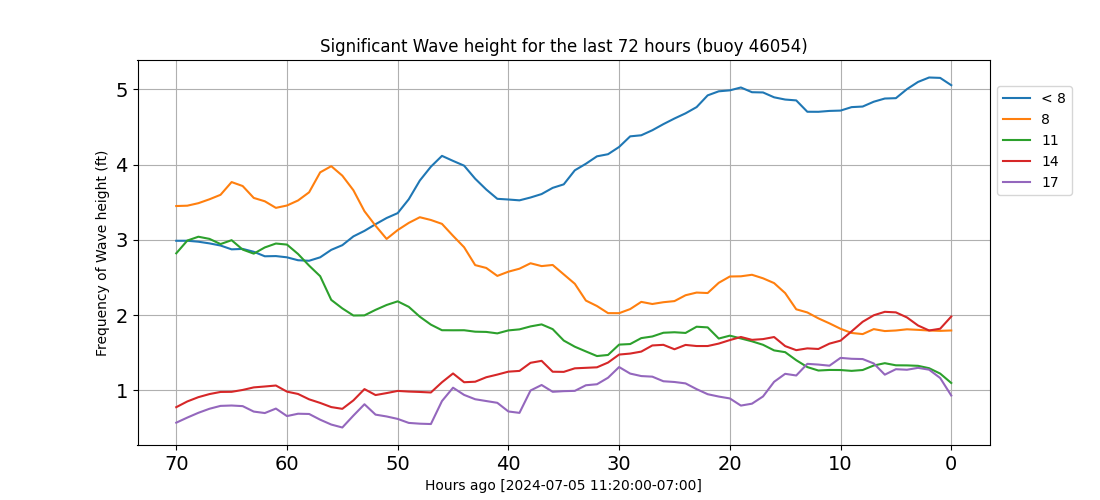 Significant Wave height for the last 72 hours (buoy 46054)
5
4
3
2
1
Frequency of Wave height (ft)
70 60 50 40 30 20 10 0
Hours ago [2024-07-05 11:20:00-07:00]
< 8
8
11
14
17